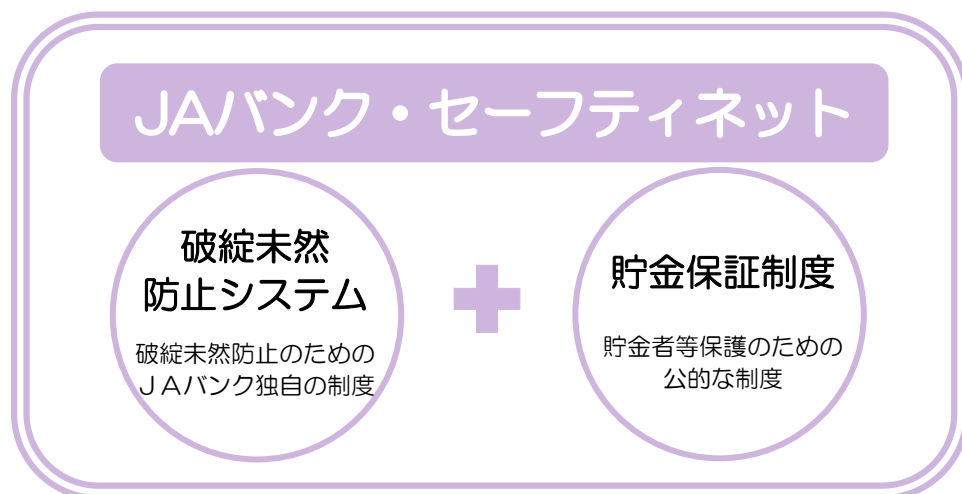 JAバンク・セーフティネット
破綻未然
防止システム
破綻未然防止のための
JAバンク独自の制度
貯金保証制度
貯金者等保護のための
公的な制度